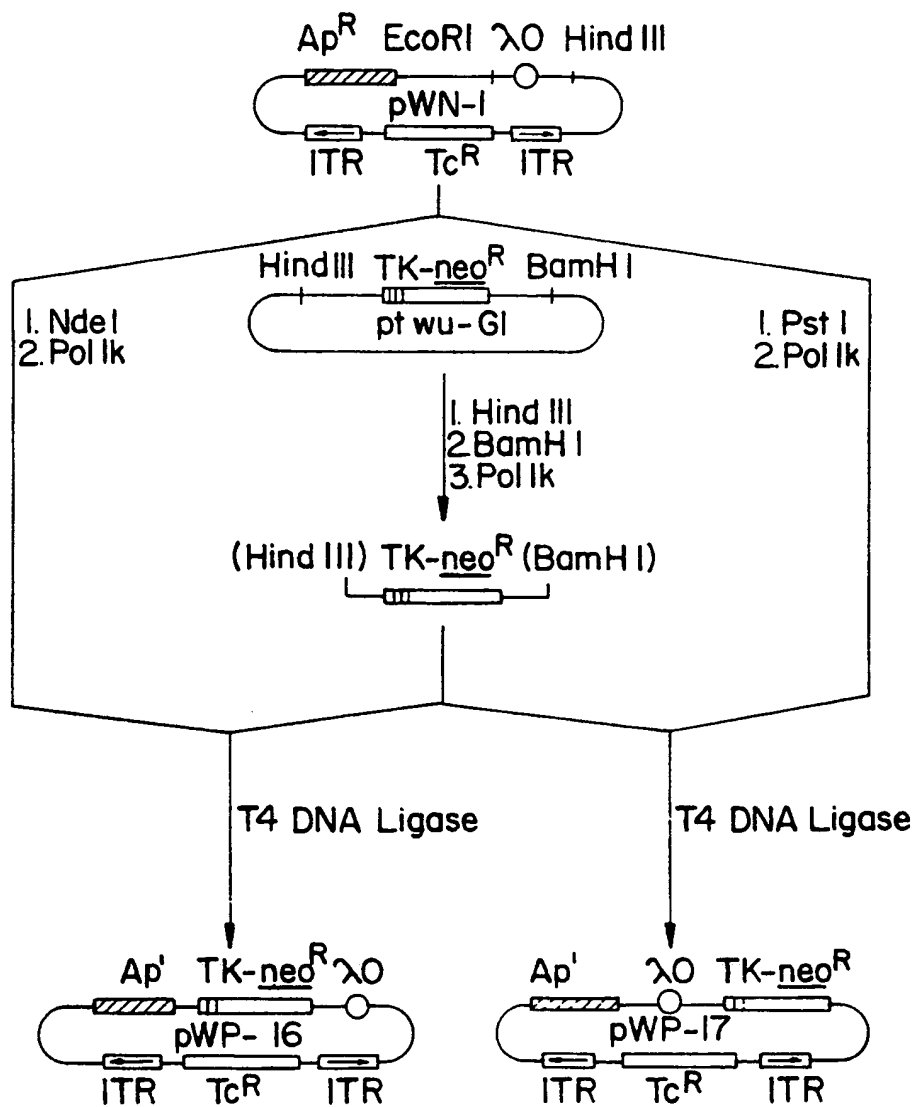 Ap^R EcoRI λO Hind III
pWN-1
ITR Tc^R ITR
Hind III TK-neo^R BamH I
pt wu-G1
1. Nde I
2. Pol Ik
1. Pst I
2. Pol Ik
1. Hind III
2. BamH I
3. Pol Ik
(Hind III) TK-neo^R (BamH I)
T4 DNA Ligase
T4 DNA Ligase
Ap' TK-neo^R λO
pWP-16
ITR Tc^R ITR
Ap' λO TK-neo^R
pWP-17
ITR Tc^R ITR